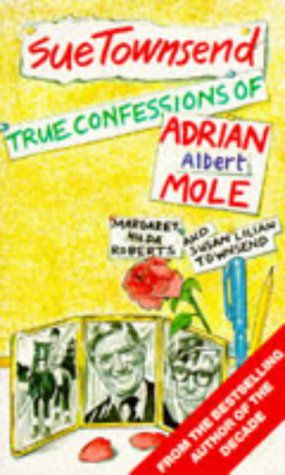 Sue Townsend
TRUE CONFESSIONS OF
ADRIAN
Albert
MOLE
MARGARET
HILDA
ROBERTS
AND
SUSAN LILIAN
TOWNSEND
FROM THE BESTSELLING
AUTHOR OF THE
DECADE